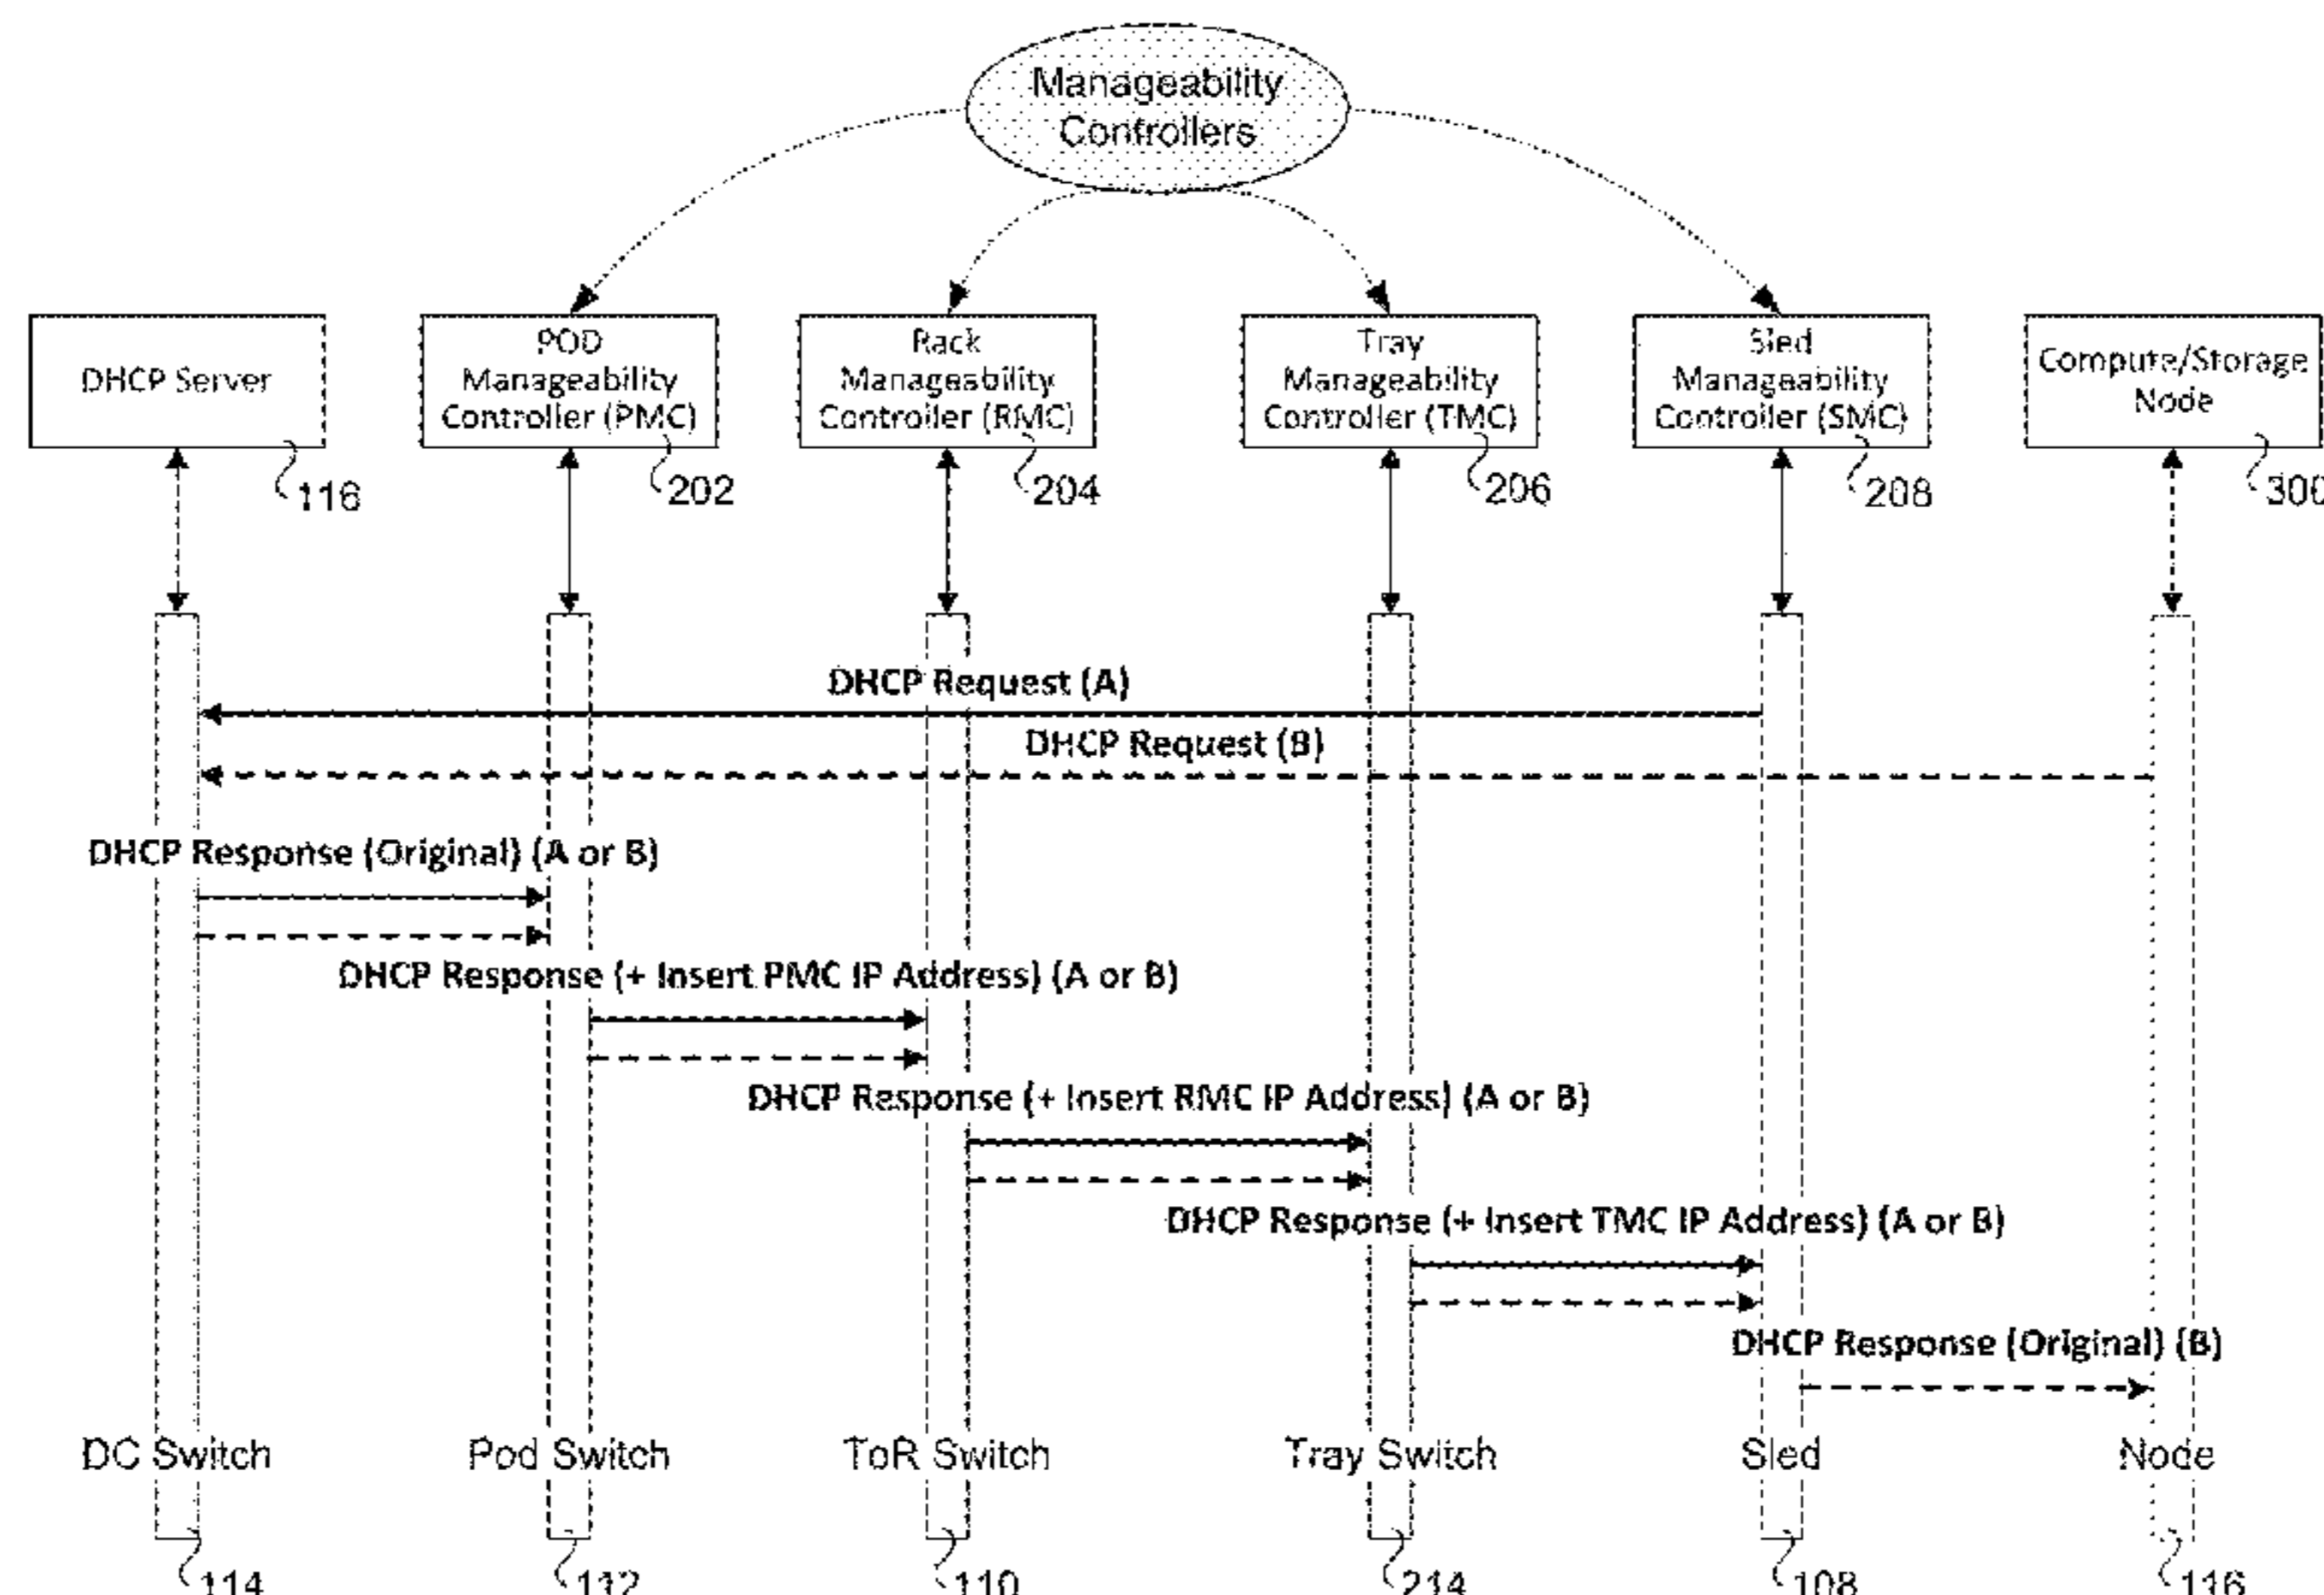 Manageability
Controllers
DHCP Server
POD
Manageability
Controller (PMC)
Rack
Manageability
Controller (RMC)
Tray
Manageability
Controller (TMC)
Sled
Manageability
Controller (SMC)
Compute/Storage
Node
116
202
204
206
208
300
DHCP Request (A)
DHCP Request (B)
DHCP Response (Original) (A or B)
DHCP Response (+ Insert PMC IP Address) (A or B)
DHCP Response (+ Insert RMC IP Address) (A or B)
DHCP Response (+ Insert TMC IP Address) (A or B)
DHCP Response (Original) (B)
DC Switch
Pod Switch
ToR Switch
Tray Switch
Sled
Node
114
112
110
214
108
116